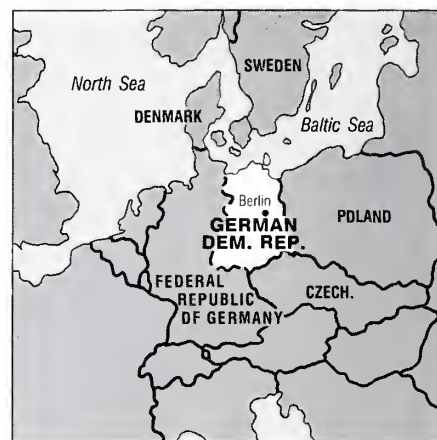 SWEDEN
North Sea
DENMARK
Baltic Sea
Berlin
GERMAN
DEM. REP.
PDLAND
FEDERAL
REPUBLIC
DF GERMANY
CZECH.